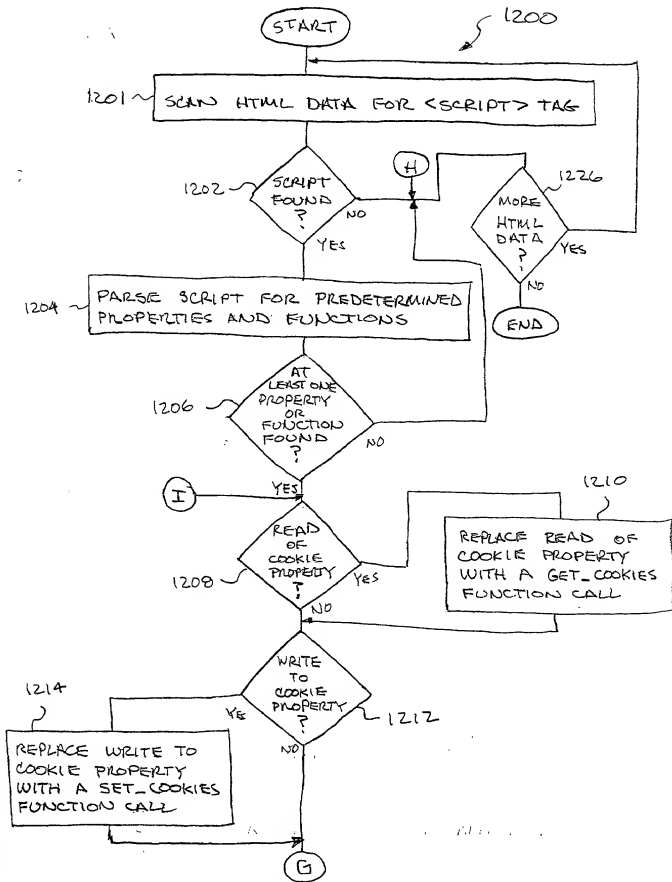 START
1200
1201
SCAN HTML DATA FOR <SCRIPT> TAG
1202
SCRIPT
FOUND
?
NO
YES
H
1226
MORE
HTML
DATA
?
YES
NO
END
1204
PARSE SCRIPT FOR PREDETERMINED
PROPERTIES AND FUNCTIONS
1206
AT
LEAST ONE
PROPERTY
OR
FUNCTION
FOUND
?
NO
YES
I
1208
READ
OF
COOKIE
PROPERTY
?
YES
NO
1210
REPLACE READ OF
COOKIE PROPERTY
WITH A GET_COOKIES
FUNCTION CALL
WRITE
TO
COOKIE
PROPERTY
?
1212
YES
NO
1214
REPLACE WRITE TO
COOKIE PROPERTY
WITH A SET_COOKIES
FUNCTION CALL
G